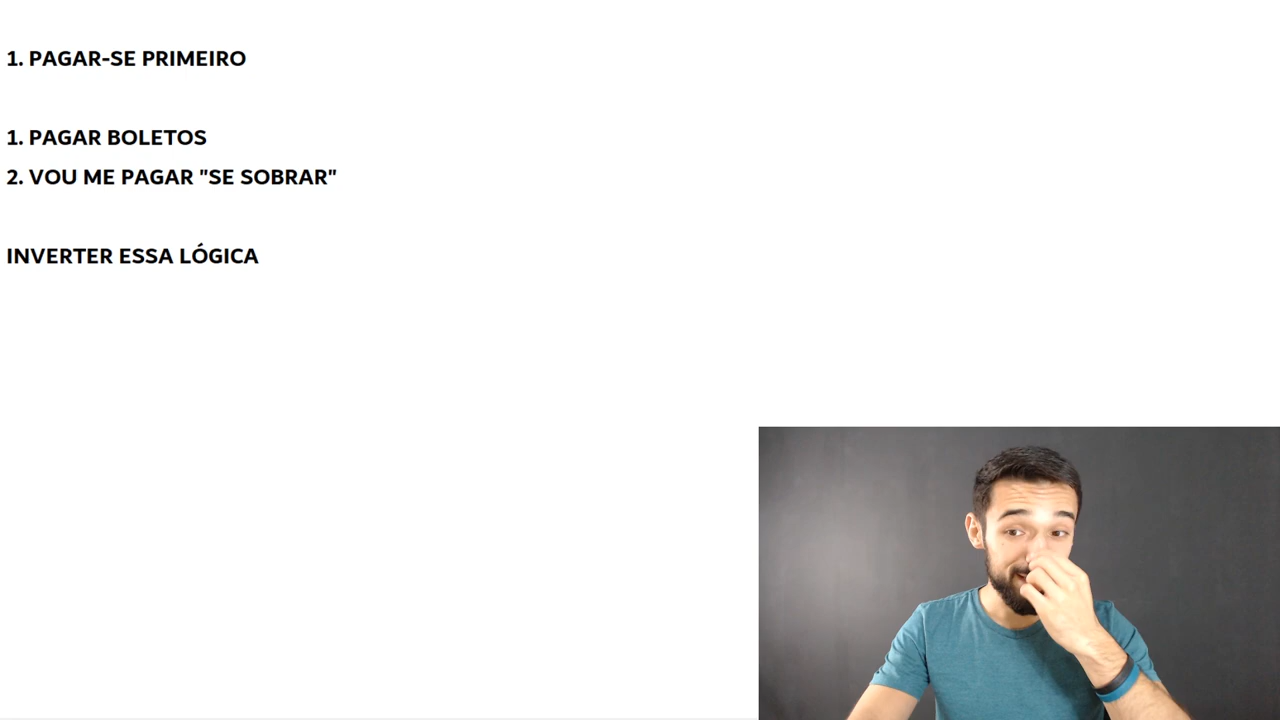 1. PAGAR-SE PRIMEIRO
1. PAGAR BOLETOS
2. VOU ME PAGAR "SE SOBRAR"
INVERTER ESSA LÓGICA